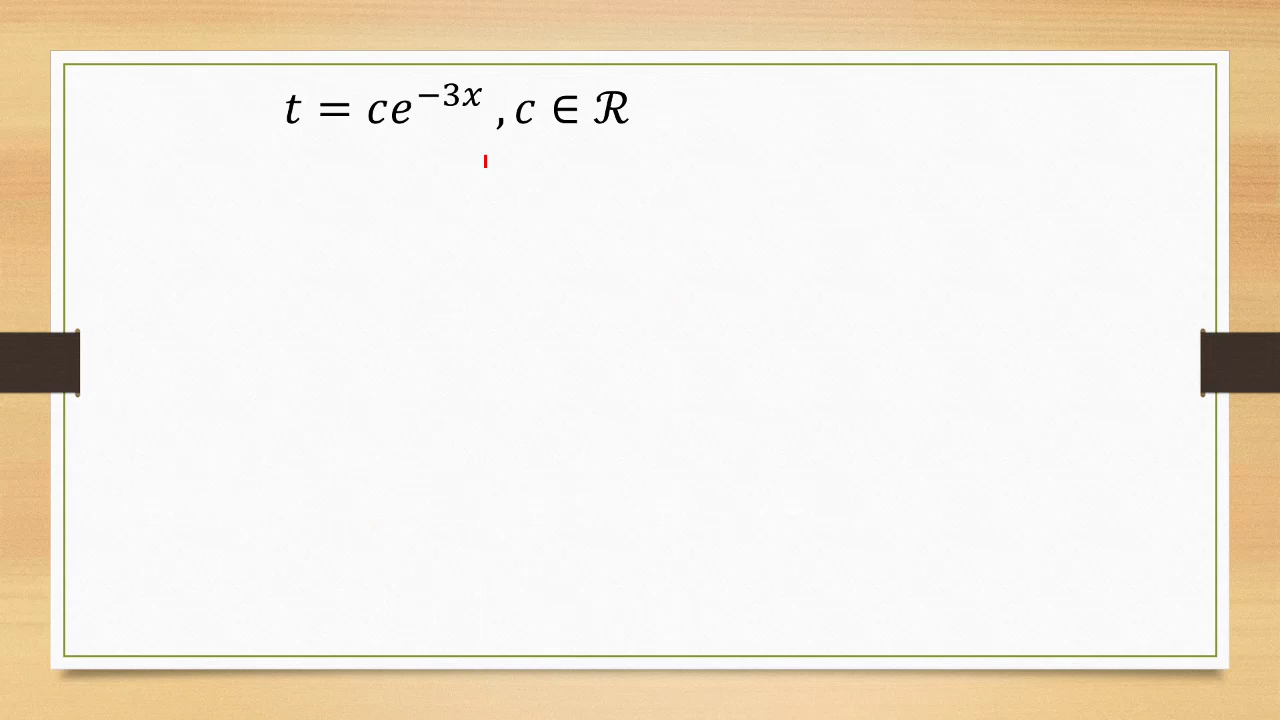 t = ce^{-3x} , c ∈ ℛ